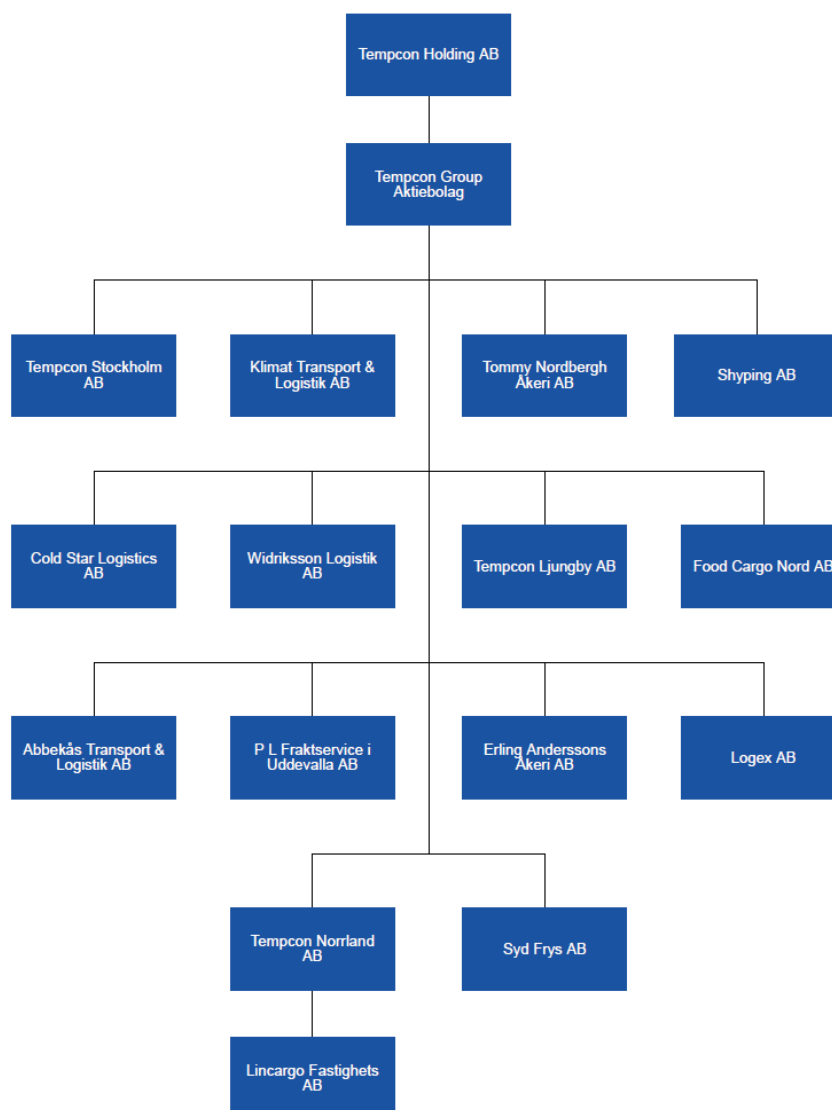 Tempcon Holding AB
Tempcon Group
Aktiebolag
Tempcon Stockholm
AB
Klimat Transport &
Logistik AB
Tommy Nordbergh
Åkeri AB
Shyping AB
Cold Star Logistics
AB
Widriksson Logistik
AB
Tempcon Ljungby AB
Food Cargo Nord AB
Abbekås Transport &
Logistik AB
P L Fraktservice i
Uddevalla AB
Erling Anderssons
Åkeri AB
Logex AB
Tempcon Norrland
AB
Syd Frys AB
Lincargo Fastighets
AB